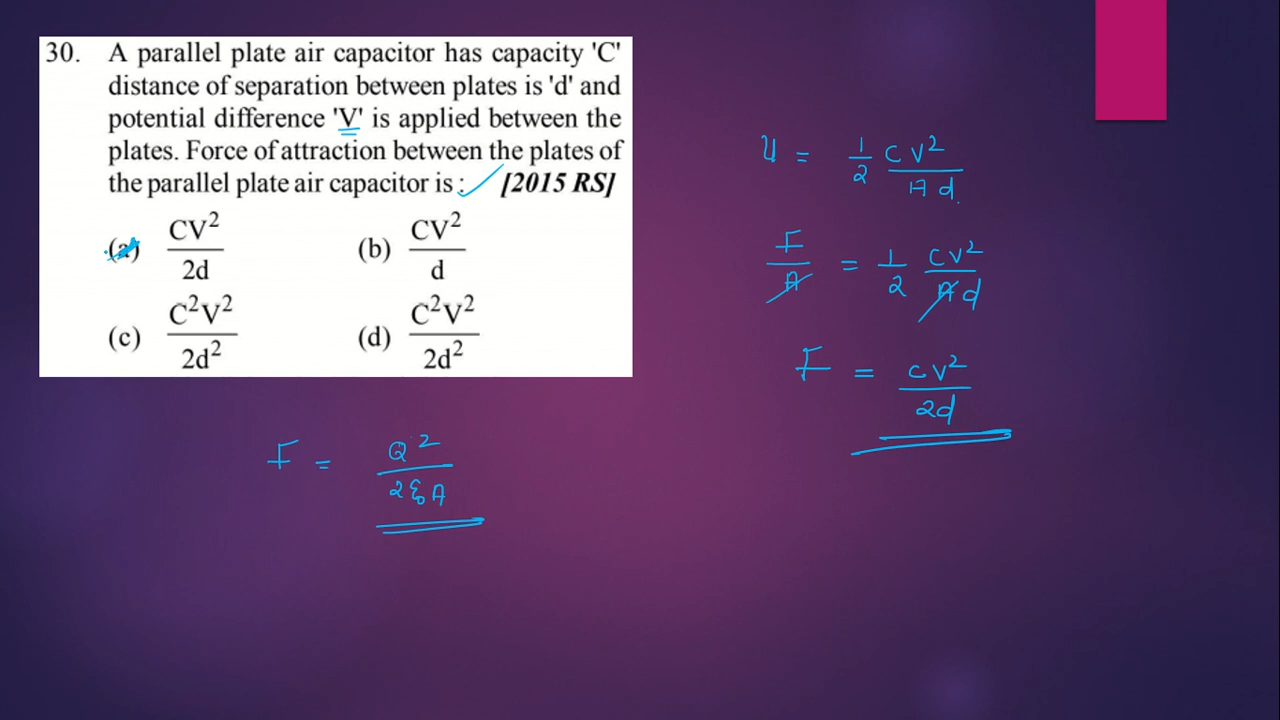 30. A parallel plate air capacitor has capacity 'C'
distance of separation between plates is 'd' and
potential difference 'V' is applied between the
plates. Force of attraction between the plates of
the parallel plate air capacitor is : [2015 RS]
(a) CV²/2d (b) CV²/d
(c) C²V²/2d² (d) C²V²/2d²
u = 1/2 CV²/Ad.
F/A = 1/2 CV²/Ad
F = CV²/2d
F = Q²/2ε₀A